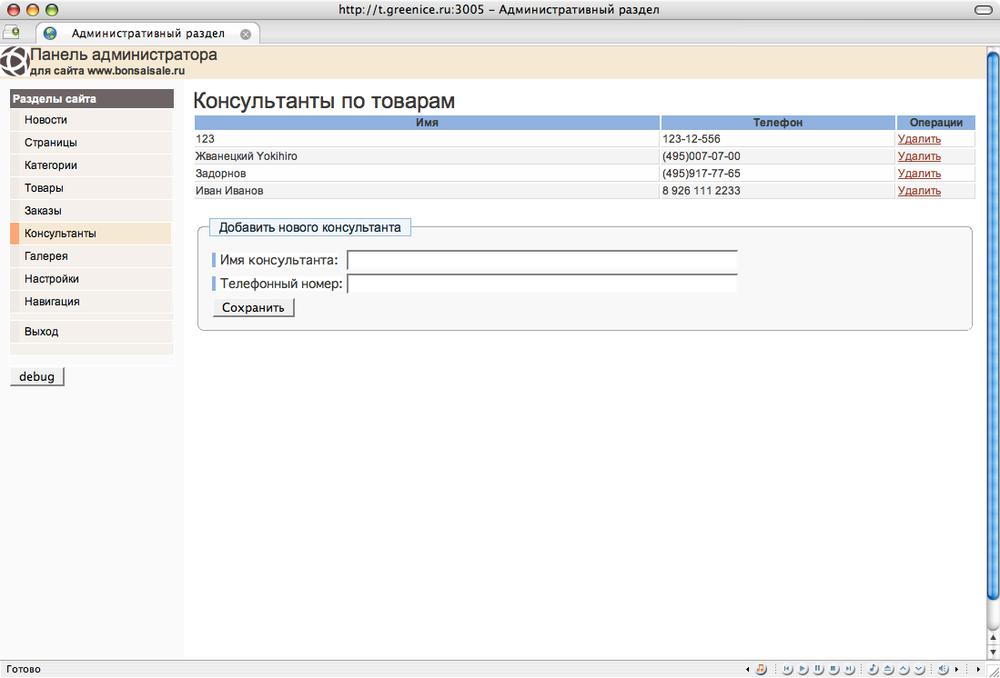 http://t.greenice.ru:3005 – Административный раздел
Административный раздел
Панель администратора
для сайта www.bonsaisale.ru
Разделы сайта
Новости
Страницы
Категории
Товары
Заказы
Консультанты
Галерея
Настройки
Навигация
Выход
debug
Консультанты по товарам
Имя Телефон Операции
123 123-12-556 Удалить
Жванецкий Yokihiro (495)007-07-00 Удалить
Задорнов (495)917-77-65 Удалить
Иван Иванов 8 926 111 2233 Удалить
Добавить нового консультанта
Имя консультанта:
Телефонный номер:
Сохранить
Готово